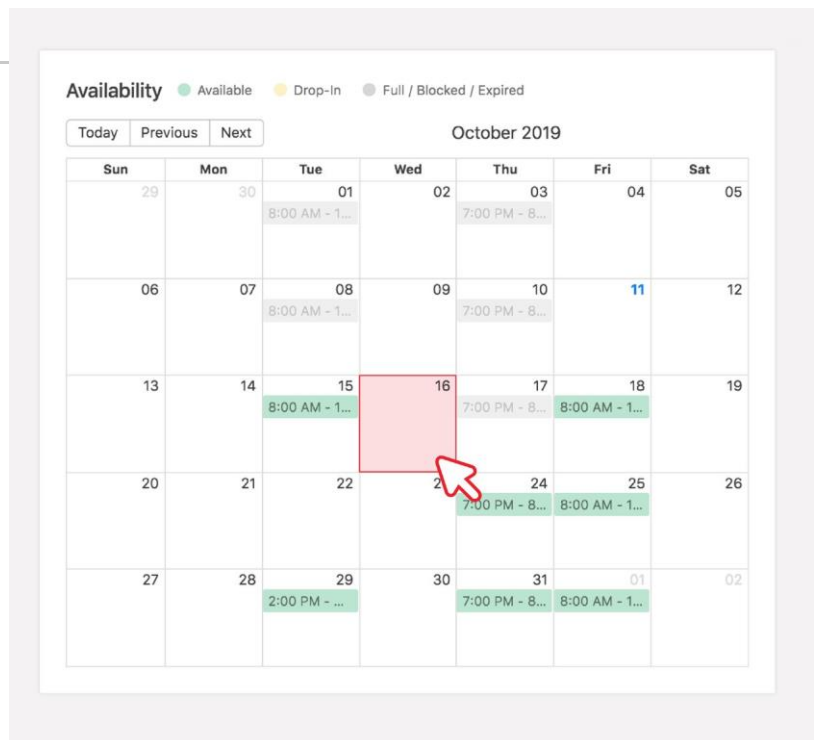 Availability Available Drop-In Full / Blocked / Expired
Today Previous Next October 2019
Sun Mon Tue Wed Thu Fri Sat
29 30 01 02 03 04 05
8:00 AM - 1... 7:00 PM - 8...
06 07 08 09 10 11 12
8:00 AM - 1... 7:00 PM - 8...
13 14 15 16 17 18 19
8:00 AM - 1... 7:00 PM - 8... 8:00 AM - 1...
20 21 22 24 25 26
7:00 PM - 8... 8:00 AM - 1...
27 28 29 30 31 01 02
2:00 PM - ... 7:00 PM - 8... 8:00 AM - 1...